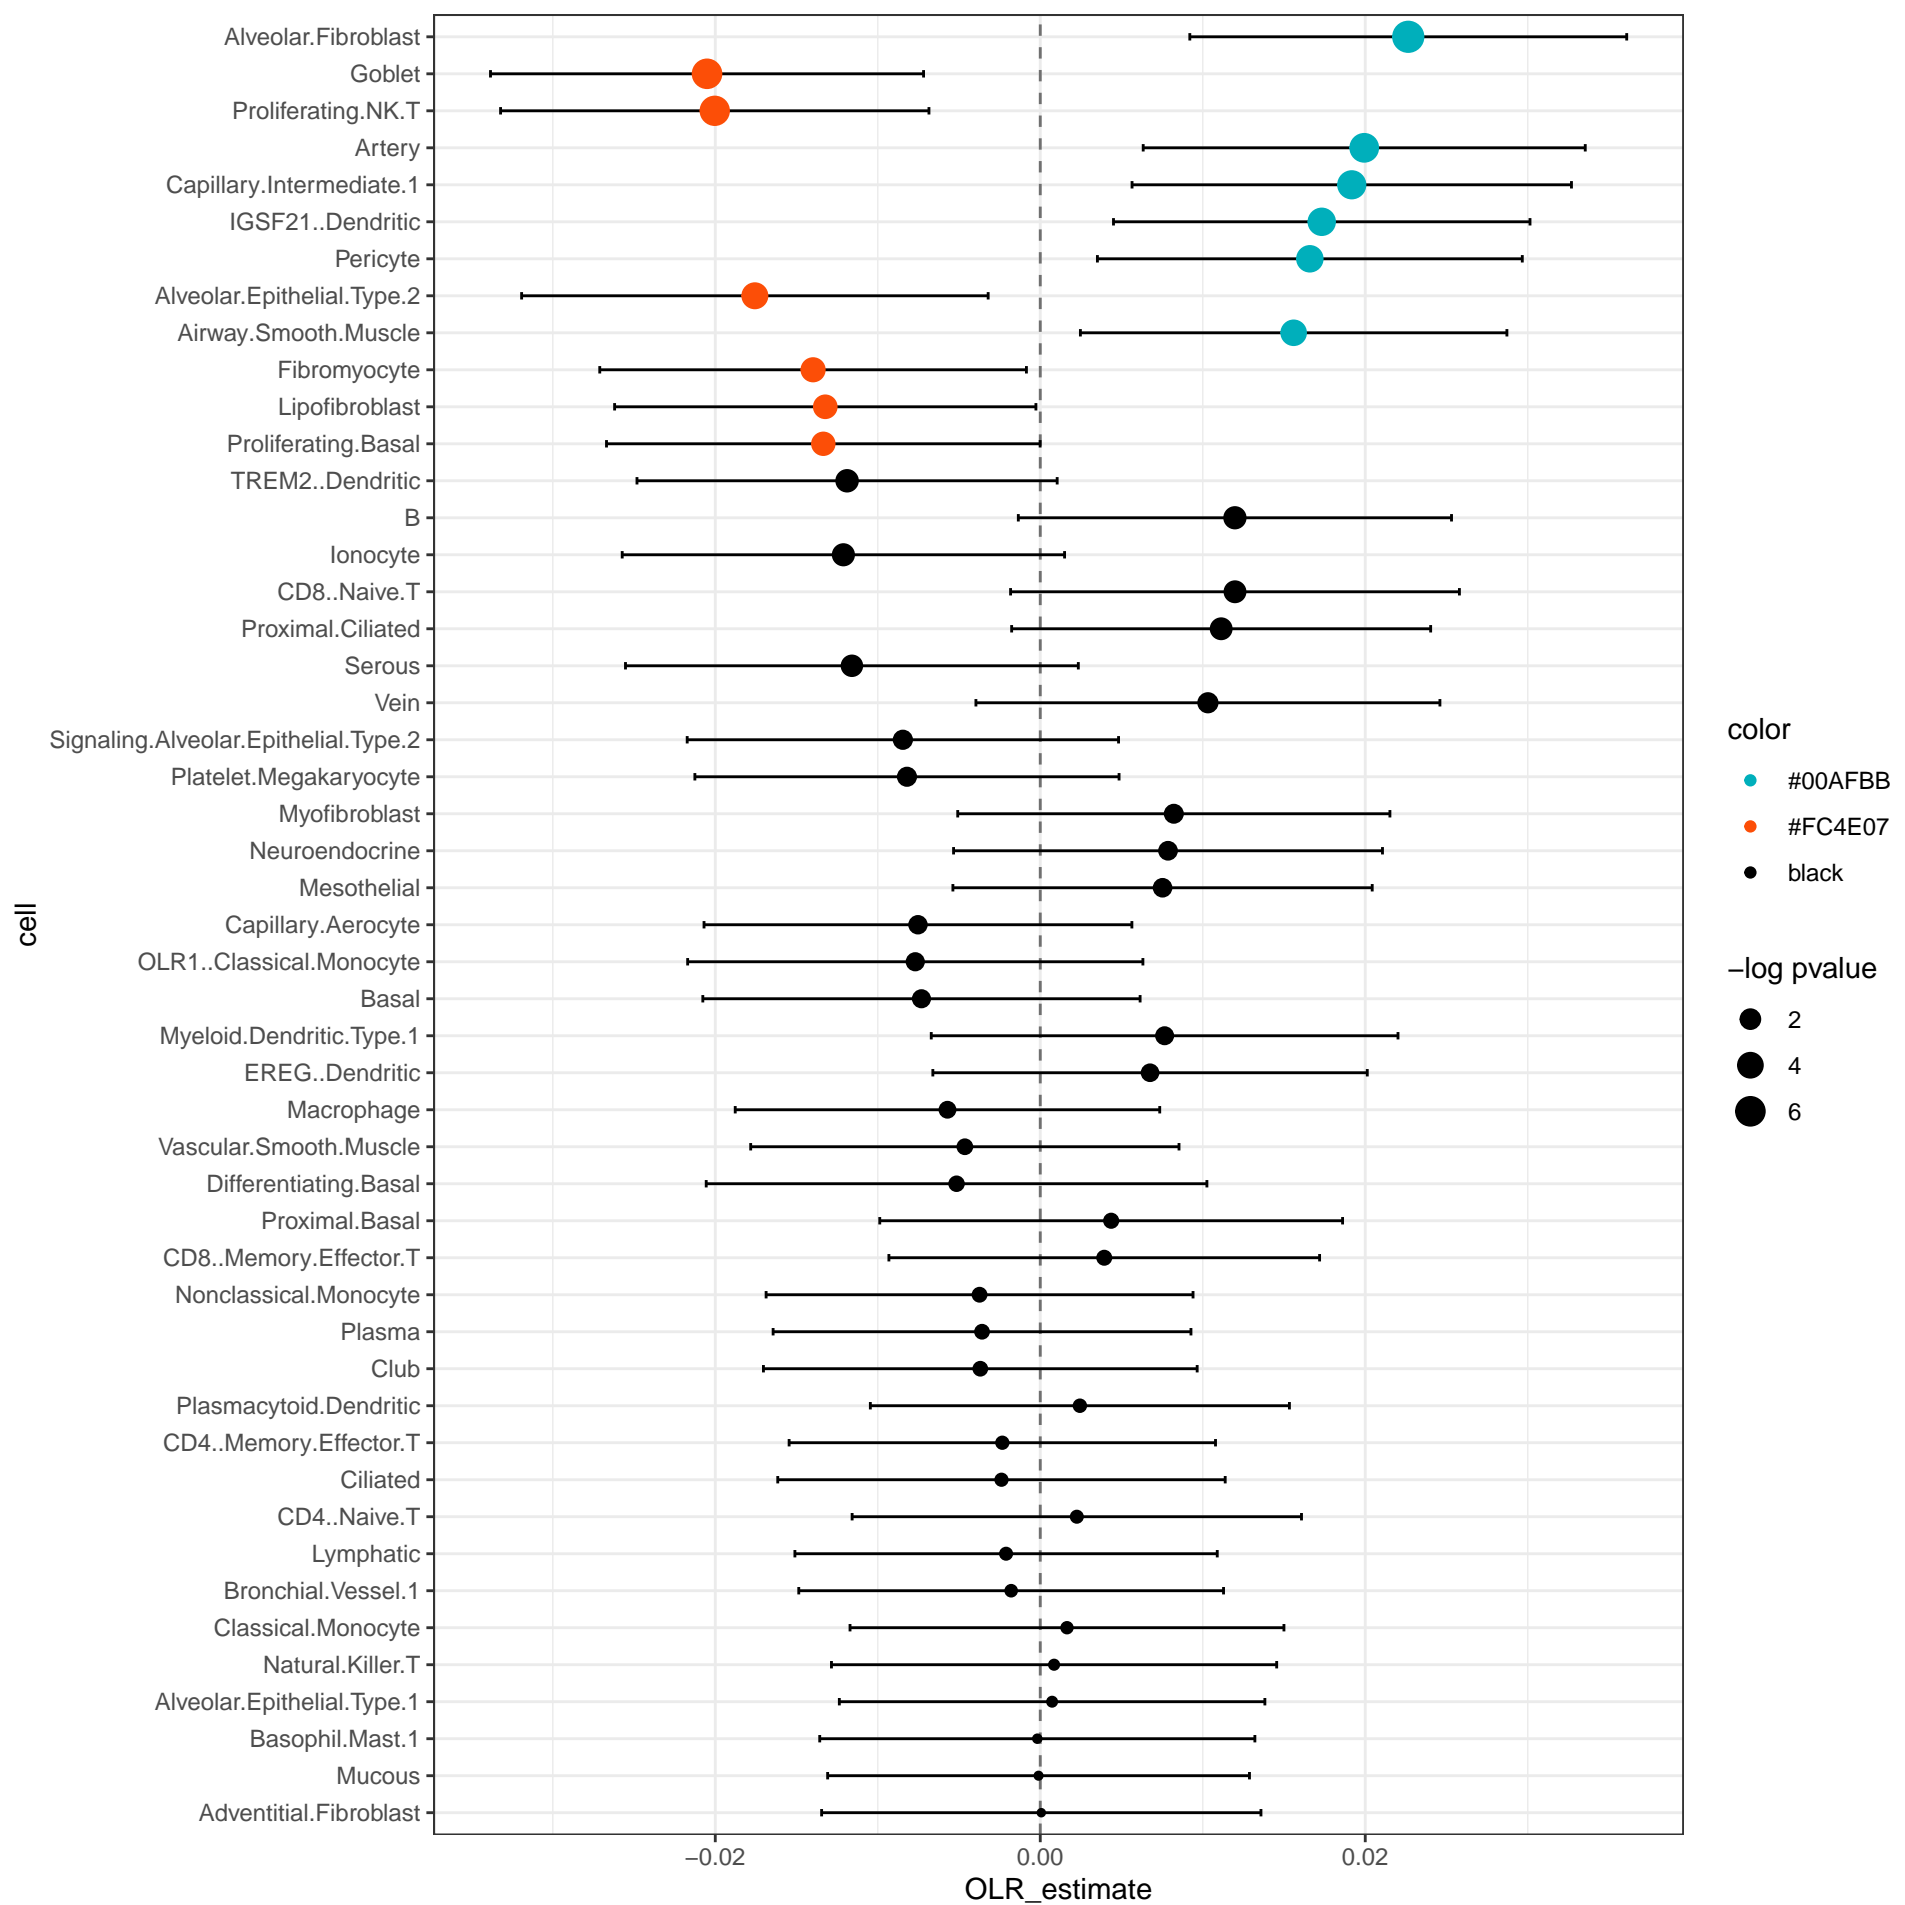 Alveolar.Fibroblast
Goblet
Proliferating.NK.T
Artery
Capillary.Intermediate.1
IGSF21..Dendritic
Pericyte
Alveolar.Epithelial.Type.2
Airway.Smooth.Muscle
Fibromyocyte
Lipofibroblast
Proliferating.Basal
TREM2..Dendritic
B
Ionocyte
CD8..Naive.T
Proximal.Ciliated
Serous
Vein
Signaling.Alveolar.Epithelial.Type.2
Platelet.Megakaryocyte
Myofibroblast
Neuroendocrine
Mesothelial
Capillary.Aerocyte
OLR1..Classical.Monocyte
Basal
Myeloid.Dendritic.Type.1
EREG..Dendritic
Macrophage
Vascular.Smooth.Muscle
Differentiating.Basal
Proximal.Basal
CD8..Memory.Effector.T
Nonclassical.Monocyte
Plasma
Club
Plasmacytoid.Dendritic
CD4..Memory.Effector.T
Ciliated
CD4..Naive.T
Lymphatic
Bronchial.Vessel.1
Classical.Monocyte
Natural.Killer.T
Alveolar.Epithelial.Type.1
Basophil.Mast.1
Mucous
Adventitial.Fibroblast
cell
−0.02 0.00 0.02
OLR_estimate
color
#00AFBB
#FC4E07
black
−log pvalue
2
4
6